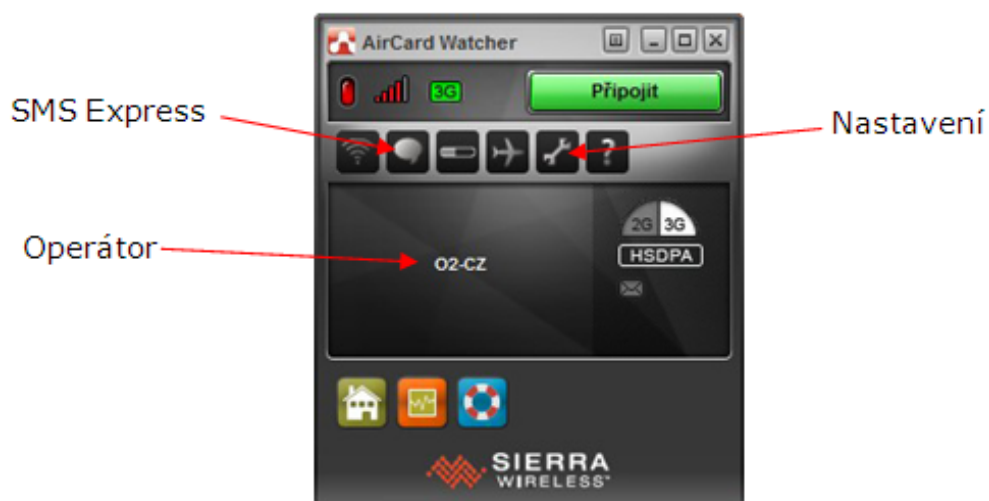 AirCard Watcher
3G
Připojit
SMS Express
Nastavení
?
2G 3G
HSDPA
Operátor
O2-CZ
SIERRA
WIRELESS